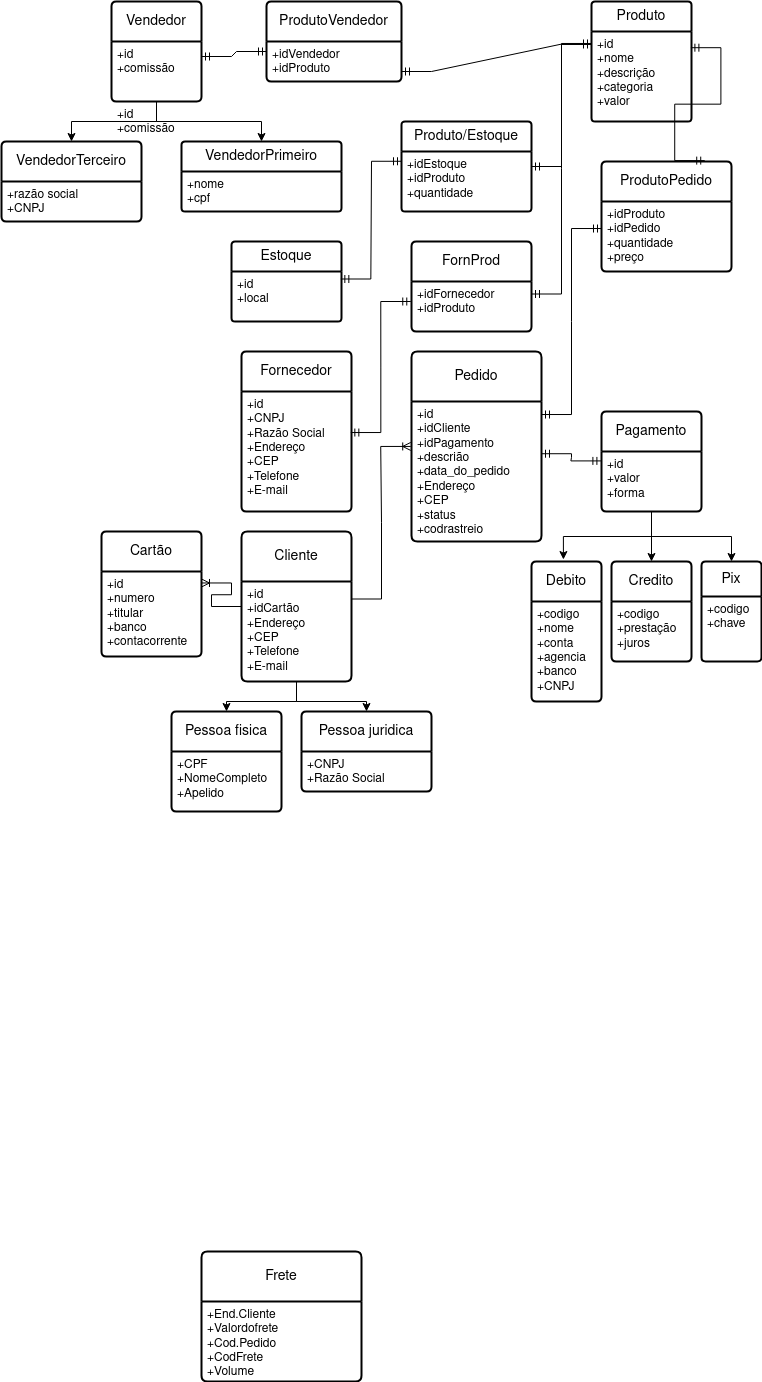 Vendedor
+id
+comissão
ProdutoVendedor
+idVendedor
+idProduto
Produto
+id
+nome
+descrição
+categoria
+valor
+id
+comissão
VendedorTerceiro
+razão social
+CNPJ
VendedorPrimeiro
+nome
+cpf
Produto/Estoque
+idEstoque
+idProduto
+quantidade
ProdutoPedido
+idProduto
+idPedido
+quantidade
+preço
Estoque
+id
+local
FornProd
+idFornecedor
+idProduto
Fornecedor
+id
+CNPJ
+Razão Social
+Endereço
+CEP
+Telefone
+E-mail
Pedido
+id
+idCliente
+idPagamento
+descrião
+data_do_pedido
+Endereço
+CEP
+status
+codrastreio
Pagamento
+id
+valor
+forma
Cartão
+id
+numero
+titular
+banco
+contacorrente
Cliente
+id
+idCartão
+Endereço
+CEP
+Telefone
+E-mail
Debito
+codigo
+nome
+conta
+agencia
+banco
+CNPJ
Credito
+codigo
+prestação
+juros
Pix
+codigo
+chave
Pessoa fisica
+CPF
+NomeCompleto
+Apelido
Pessoa juridica
+CNPJ
+Razão Social
Frete
+End.Cliente
+Valordofrete
+Cod.Pedido
+CodFrete
+Volume